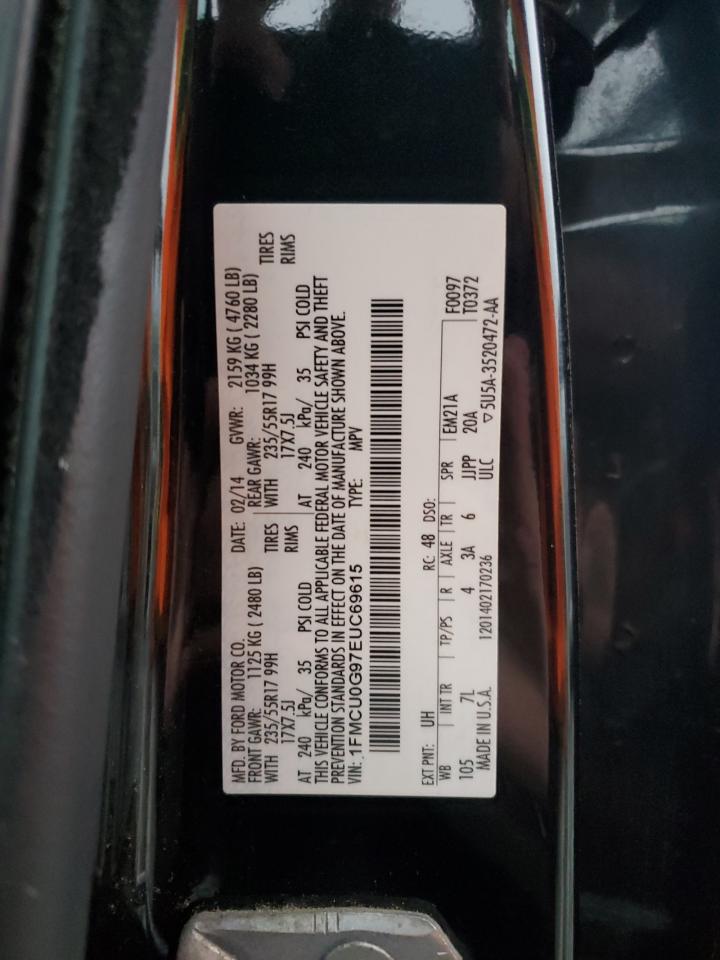 MFD. BY FORD MOTOR CO.
DATE: 02/14 GVWR: 2159 KG ( 4760 LB)
FRONT GAWR: 1125 KG ( 2480 LB) REAR GAWR: 1034 KG ( 2280 LB)
WITH 235/55R17 99H TIRES WITH 235/55R17 99H TIRES
17X7.5J RIMS 17X7.5J RIMS
AT 240 kPa/ 35 PSI COLD AT 240 kPa/ 35 PSI COLD
THIS VEHICLE CONFORMS TO ALL APPLICABLE FEDERAL MOTOR VEHICLE SAFETY AND THEFT
PREVENTION STANDARDS IN EFFECT ON THE DATE OF MANUFACTURE SHOWN ABOVE.
VIN: 1FMCU0G97EUC69615 TYPE: MPV
EXT PNT: UH RC: 48 DSO:
WB INT TR TP/PS R AXLE TR SPR EM21A F0097
105 7L 4 3A 6 JJPP 20A T0372
MADE IN U.S.A. 1201402170236 ULC ▽5U5A-3520472-AA